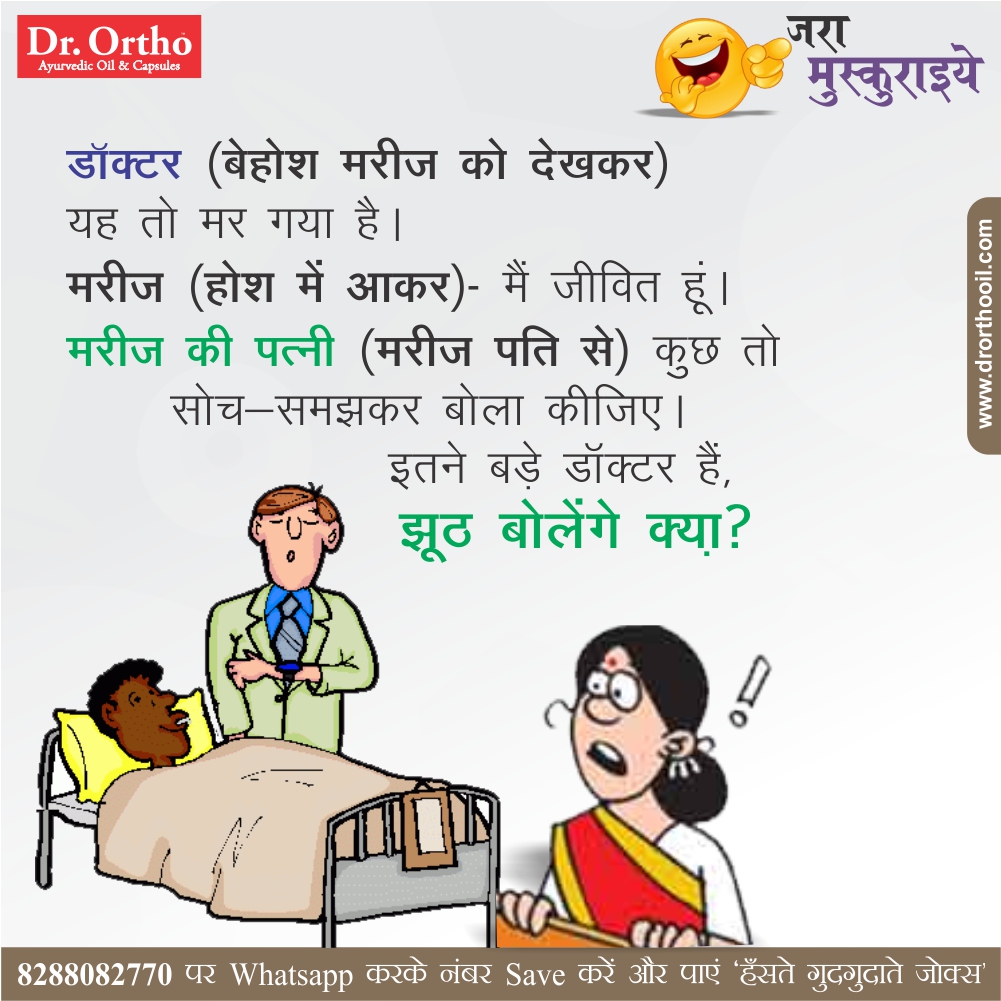 Dr. Ortho™
Ayurvedic Oil & Capsules
जरा
मुस्कुराइये
डॉक्टर (बेहोश मरीज को देखकर)
यह तो मर गया है।
मरीज (होश में आकर)- मैं जीवित हूं।
मरीज की पत्नी (मरीज पति से) कुछ तो
सोच–समझकर बोला कीजिए।
इतने बड़े डॉक्टर हैं,
झूठ बोलेंगे क्या़?
www.drorthooil.com
8288082770 पर Whatsapp करके नंबर Save करें और पाएं ‘हँसते गुदगुदाते जोक्स’